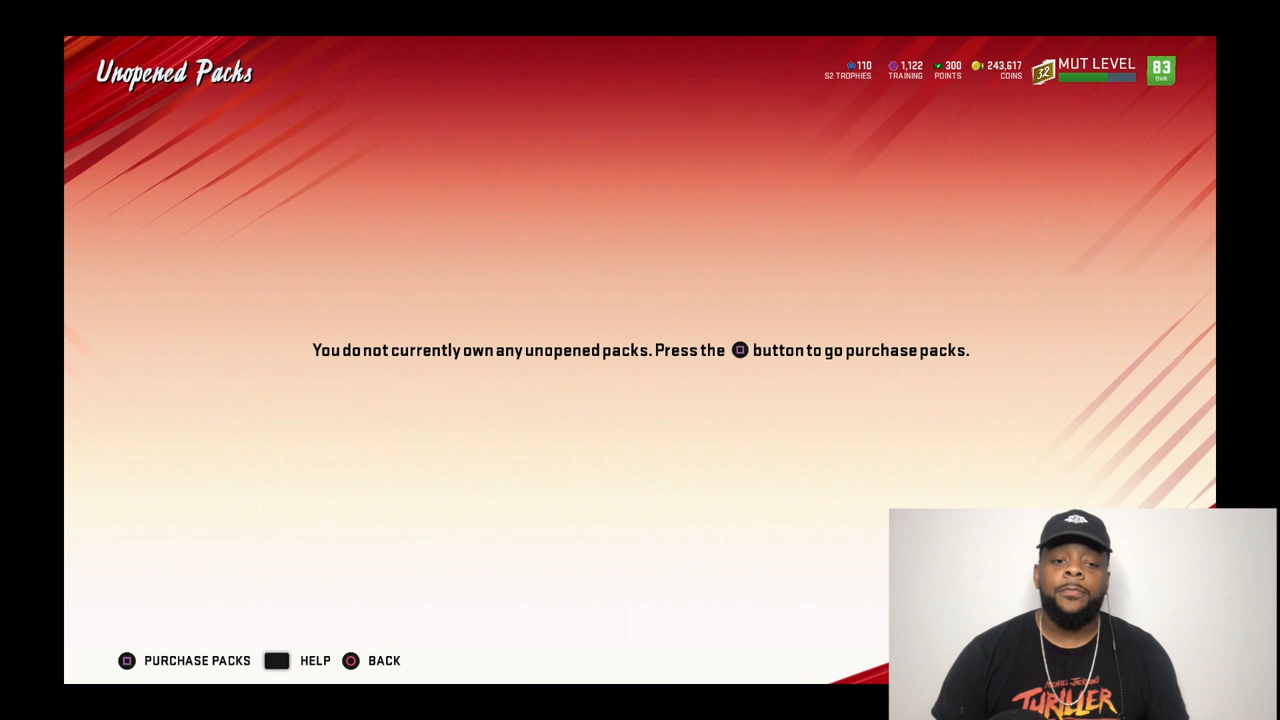 Unopened Packs
110
S2 TROPHIES
1,122
TRAINING
300
POINTS
243,617
COINS
32
MUT LEVEL
83
OVR
You do not currently own any unopened packs. Press the button to go purchase packs.
PURCHASE PACKS
HELP
BACK
MICHAEL JACKSON'S
THRILLER